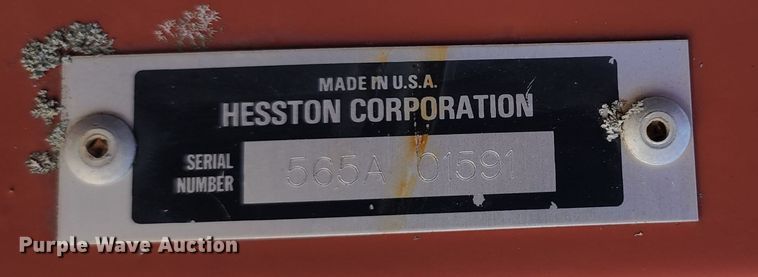 MADE IN U.S.A.
HESSTON CORPORATION
SERIAL
NUMBER
565A 01591
Purple Wave Auction